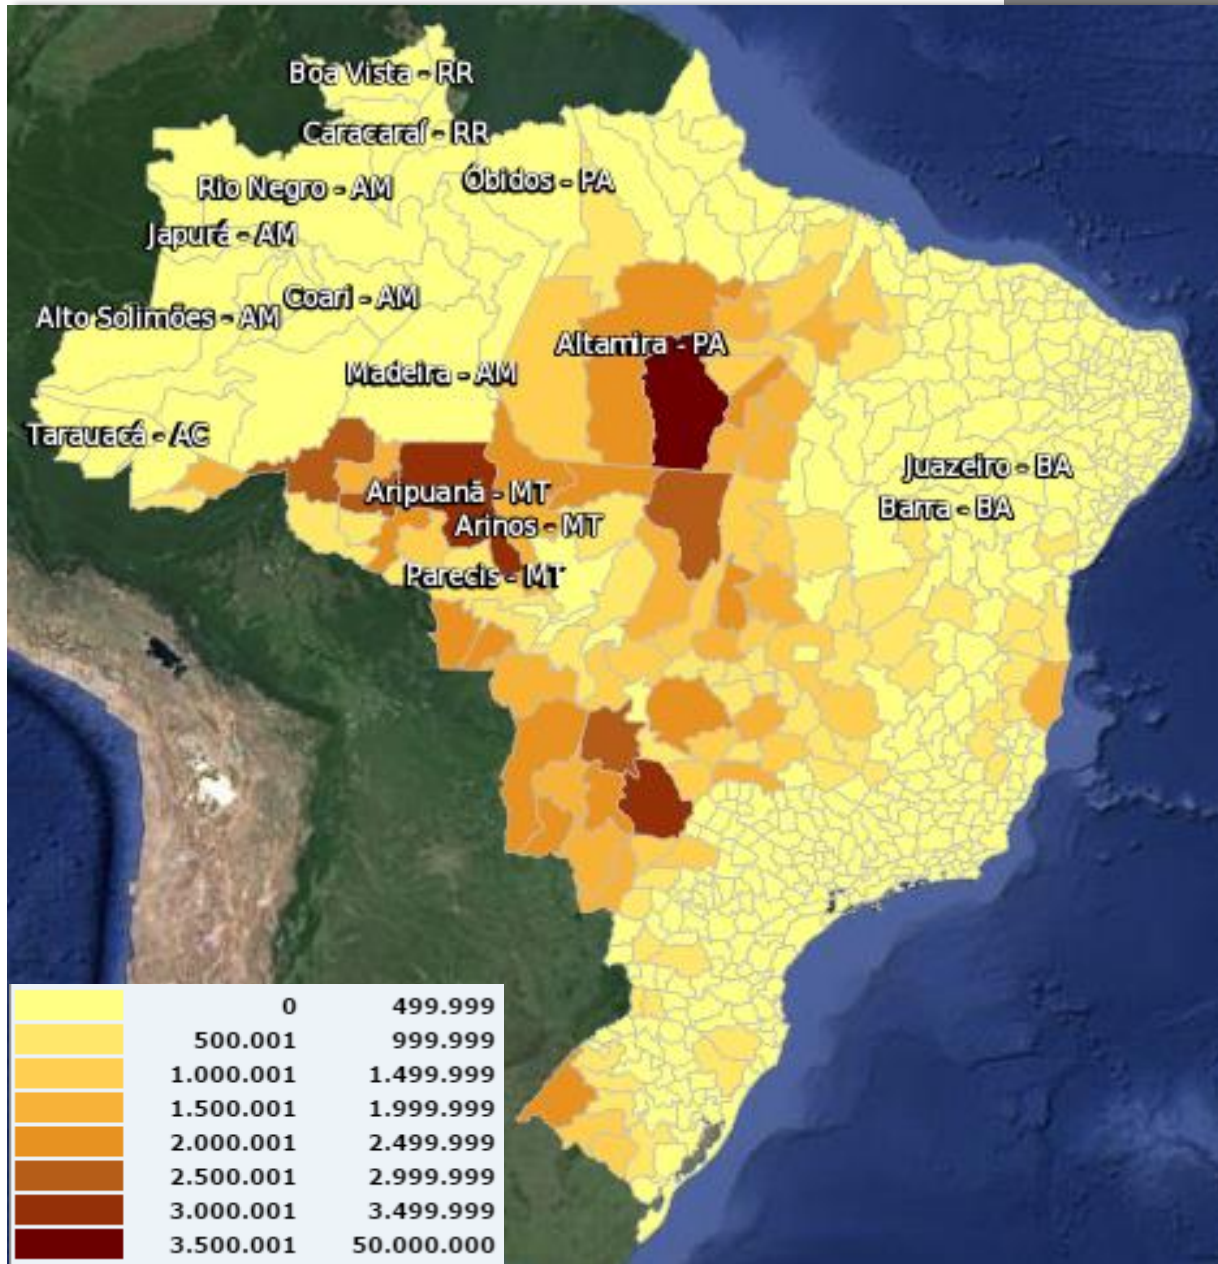 Boa Vista - RR
Caracaraí - RR
Rio Negro - AM
Óbidos - PA
Japurá - AM
Coari - AM
Alto Solimões - AM
Altamira - PA
Madeira - AM
Tarauacá - AC
Juazeiro - BA
Aripuanã - MT
Barra - BA
Arinos - MT
Parecis - MT
0 499.999
500.001 999.999
1.000.001 1.499.999
1.500.001 1.999.999
2.000.001 2.499.999
2.500.001 2.999.999
3.000.001 3.499.999
3.500.001 50.000.000